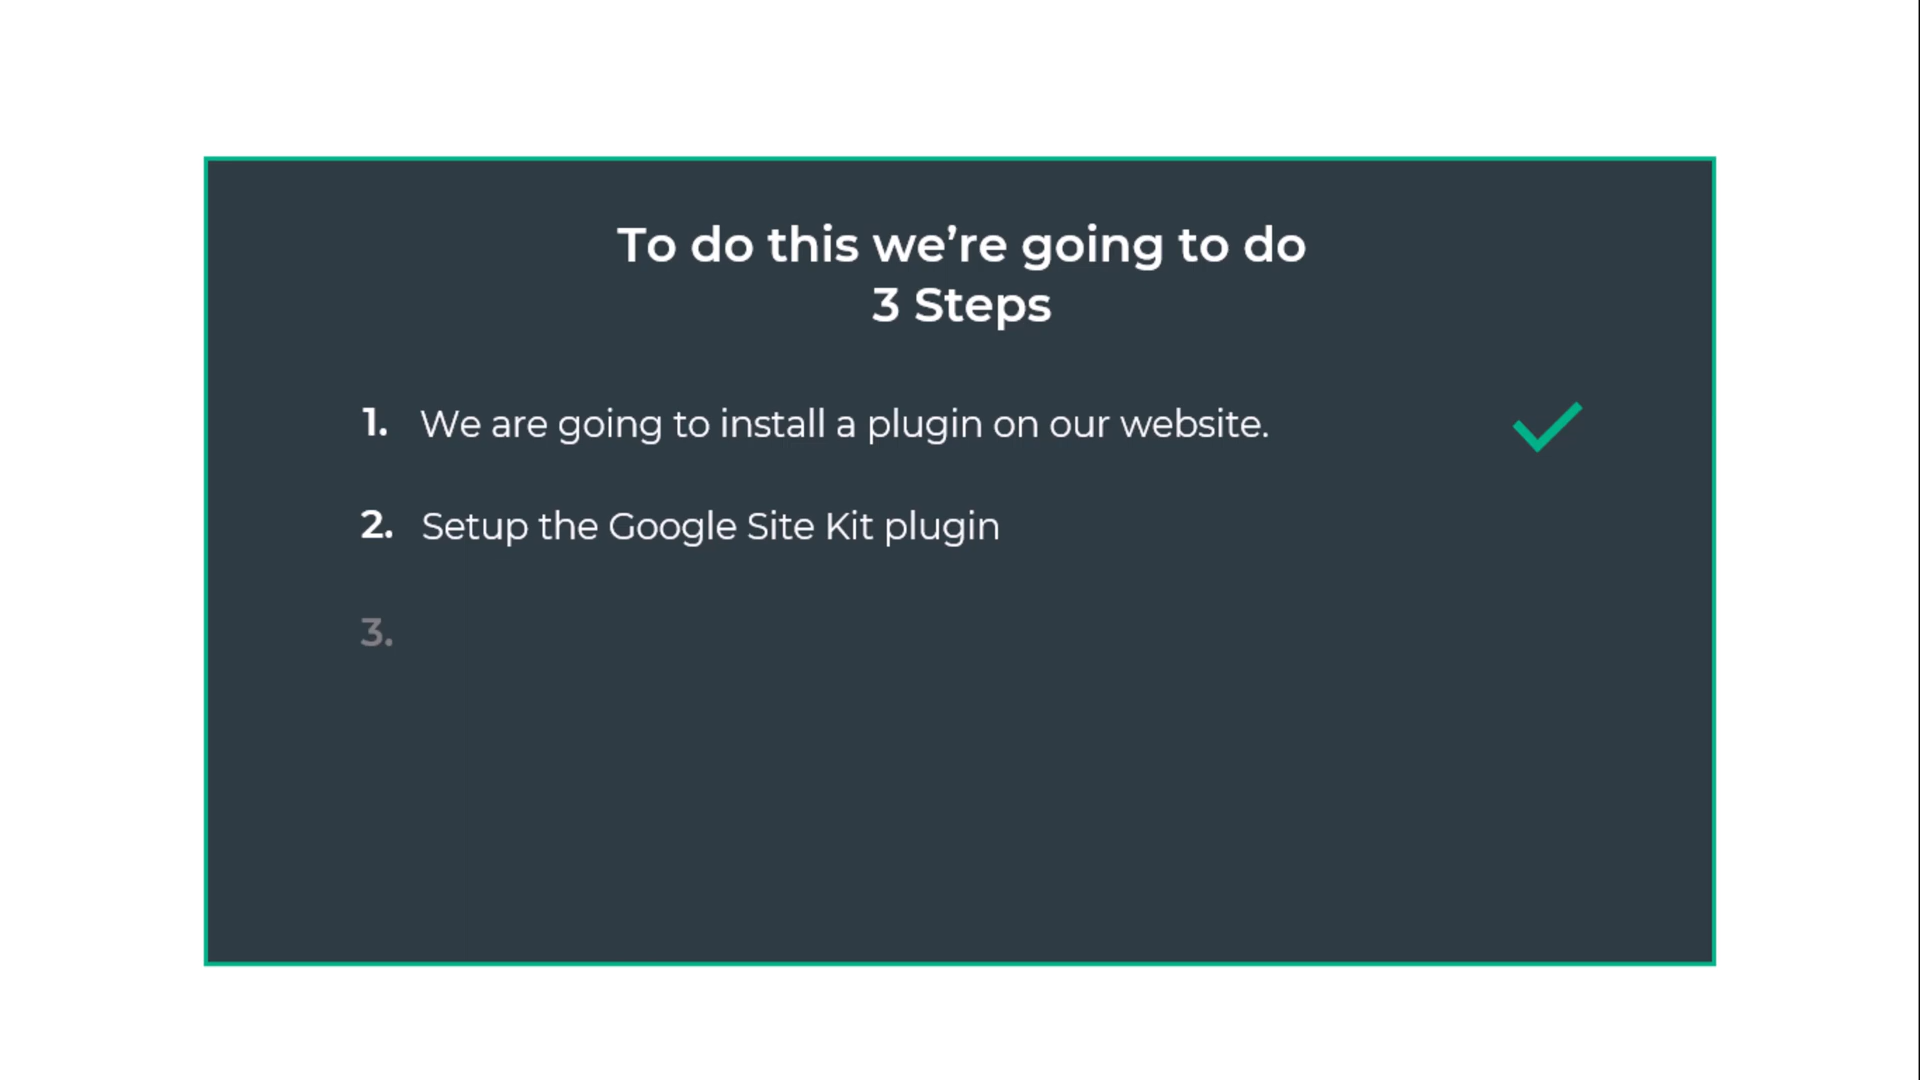 To do this we’re going to do
3 Steps
1. We are going to install a plugin on our website.
2. Setup the Google Site Kit plugin
3.